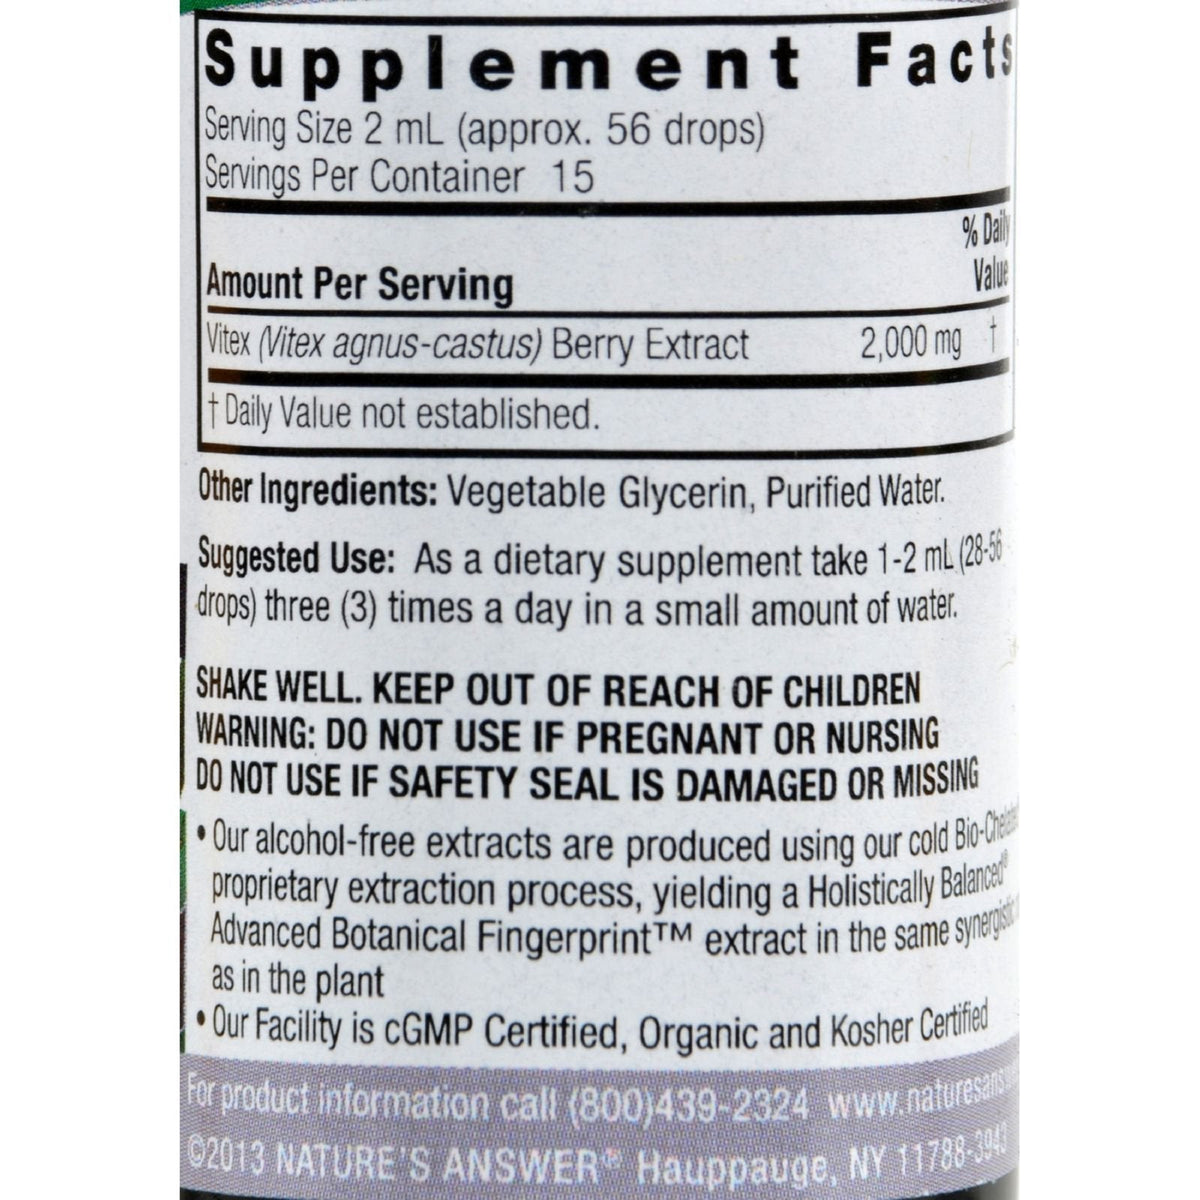 Supplement Facts
Serving Size 2 mL (approx. 56 drops)
Servings Per Container 15
% Daily
Value
Amount Per Serving
Vitex (Vitex agnus-castus) Berry Extract 2,000 mg †
† Daily Value not established.
Other Ingredients: Vegetable Glycerin, Purified Water.
Suggested Use: As a dietary supplement take 1-2 mL (28-56
drops) three (3) times a day in a small amount of water.
SHAKE WELL. KEEP OUT OF REACH OF CHILDREN
WARNING: DO NOT USE IF PREGNANT OR NURSING
DO NOT USE IF SAFETY SEAL IS DAMAGED OR MISSING
• Our alcohol-free extracts are produced using our cold Bio-Chelated
proprietary extraction process, yielding a Holistically Balanced®
Advanced Botanical Fingerprint™ extract in the same synergistic
as in the plant
• Our Facility is cGMP Certified, Organic and Kosher Certified
For product information call (800)439-2324 www.naturesans
©2013 NATURE'S ANSWER® Hauppauge, NY 11788-3943